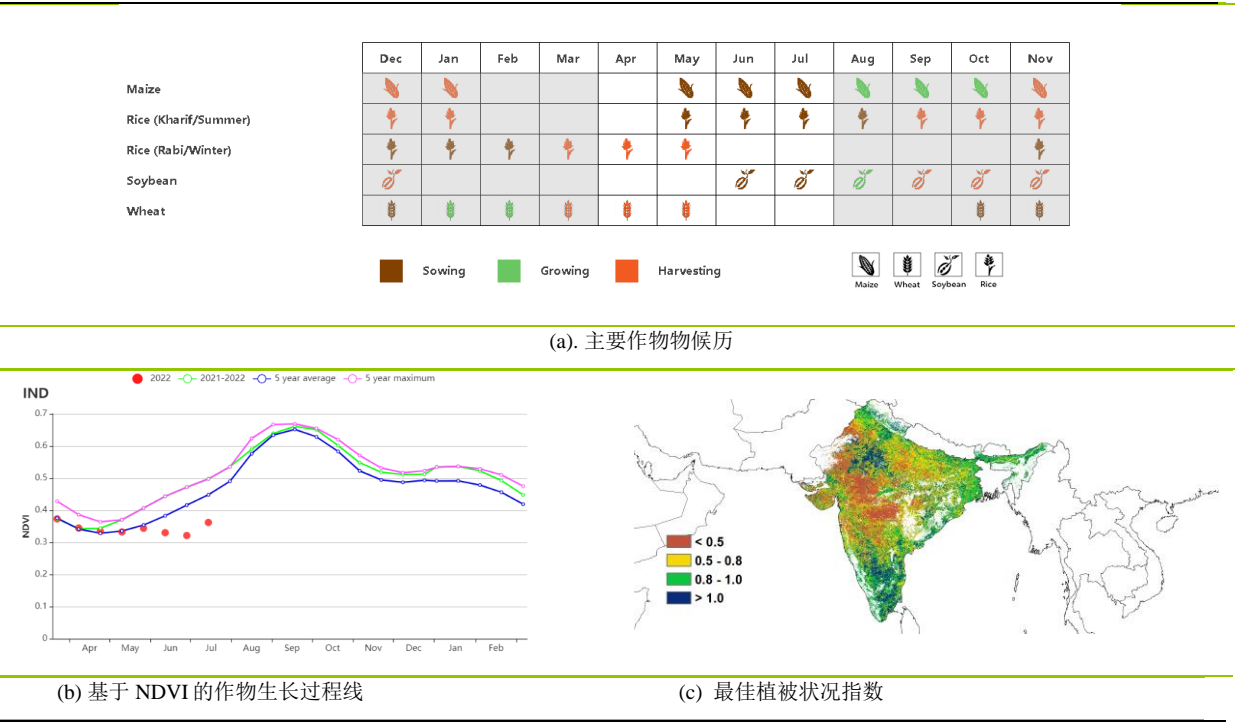 Dec Jan Feb Mar Apr May Jun Jul Aug Sep Oct Nov
Maize
Rice (Kharif/Summer)
Rice (Rabi/Winter)
Soybean
Wheat
Sowing Growing Harvesting
Maize Wheat Soybean Rice
(a). 主要作物物候历
2022 2021-2022 5 year average 5 year maximum
IND
0.7
0.6
0.5
0.4
0.3
0.2
0.1
0
NDVI
Apr May Jun Jul Aug Sep Oct Nov Dec Jan Feb
< 0.5
0.5 - 0.8
0.8 - 1.0
> 1.0
(b) 基于 NDVI 的作物生长过程线
(c) 最佳植被状况指数